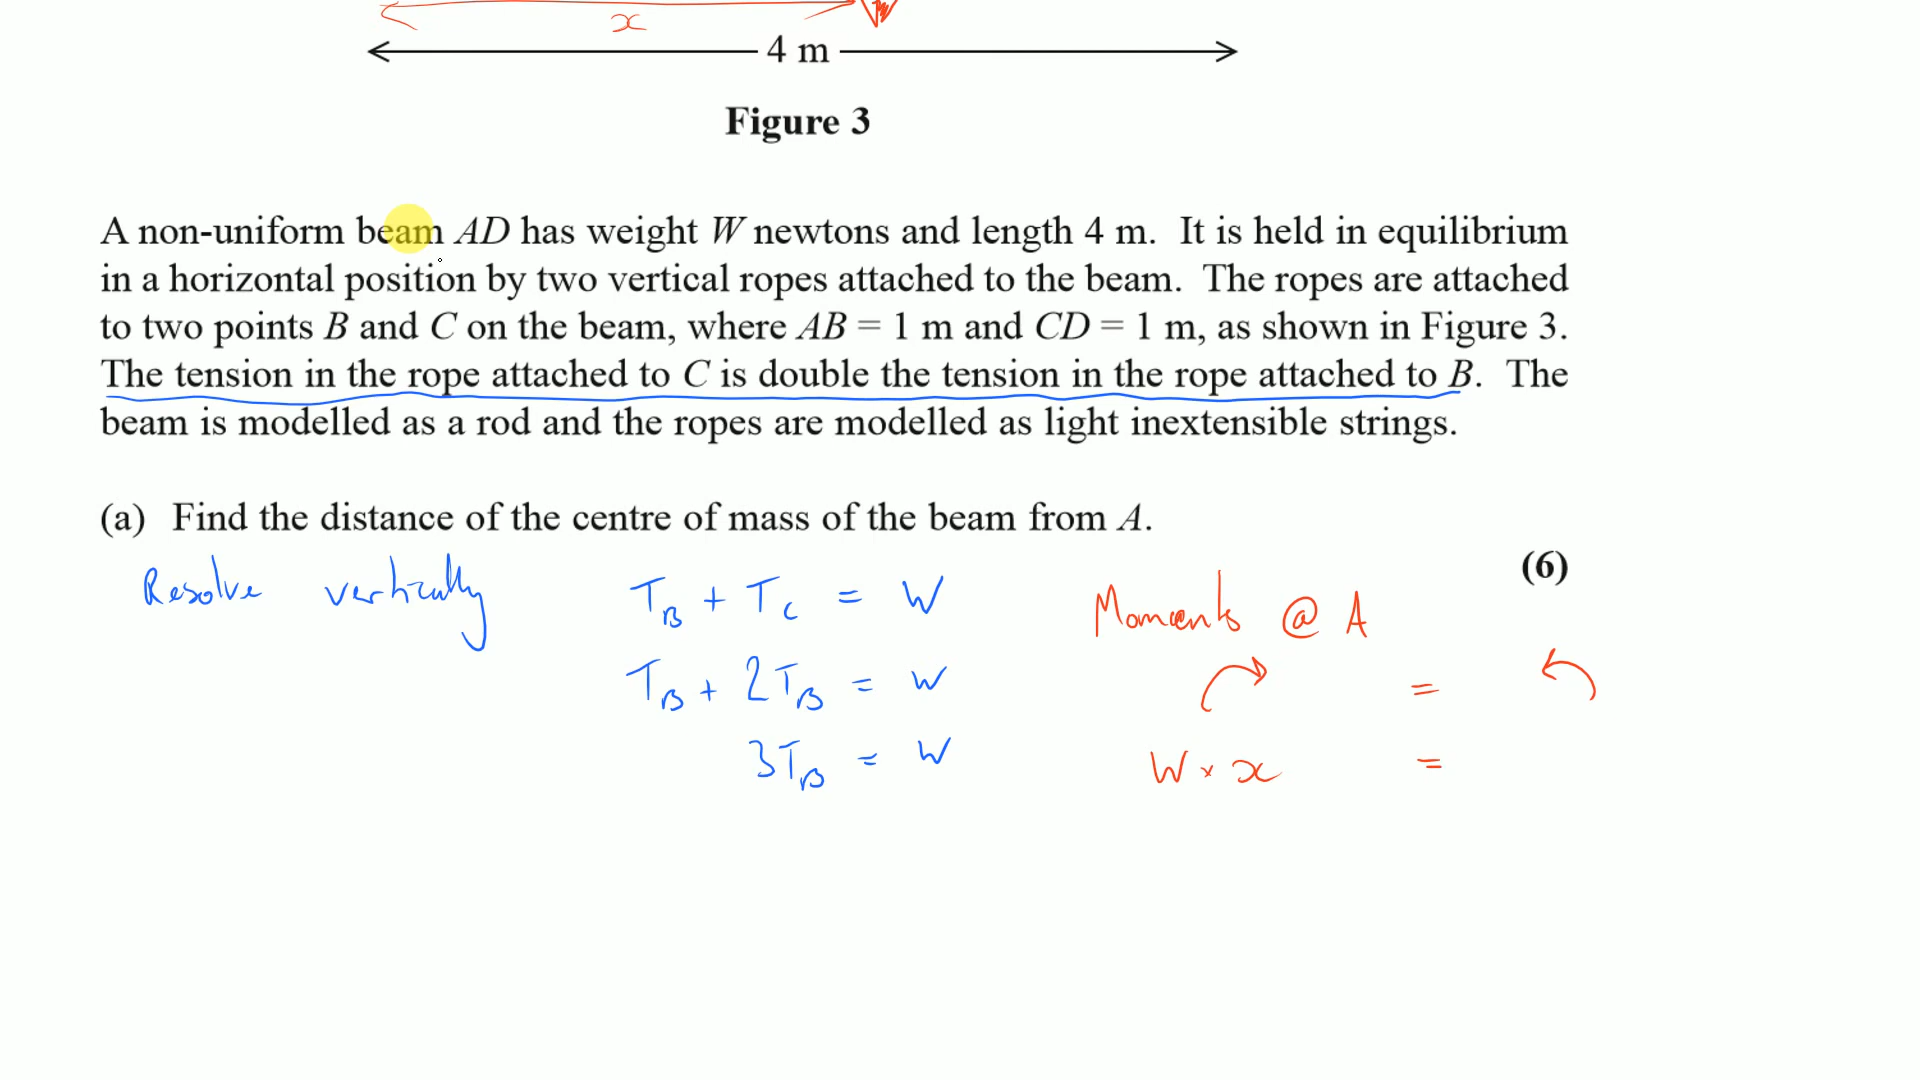 x
4 m
Figure 3
A non-uniform beam AD has weight W newtons and length 4 m. It is held in equilibrium
in a horizontal position by two vertical ropes attached to the beam. The ropes are attached
to two points B and C on the beam, where AB = 1 m and CD = 1 m, as shown in Figure 3.
The tension in the rope attached to C is double the tension in the rope attached to B. The
beam is modelled as a rod and the ropes are modelled as light inextensible strings.
(a) Find the distance of the centre of mass of the beam from A.
(6)
Resolve vertically T_B + T_C = W
T_B + 2T_B = W
3T_B = W
Moments @ A
=
W × x =